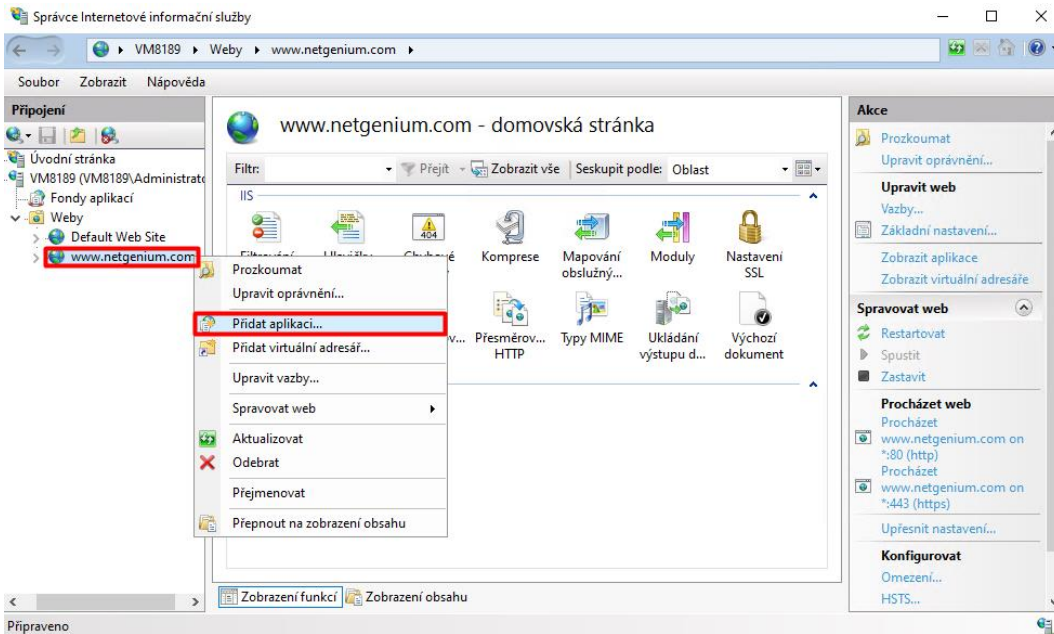 Správce Internetové informační služby
VM8189 Weby www.netgenium.com
Soubor Zobrazit Nápověda
Připojení
Úvodní stránka
VM8189 (VM8189\Administrato
Fondy aplikací
Weby
Default Web Site
www.netgenium.com
www.netgenium.com - domovská stránka
Filtr: Přejít Zobrazit vše Seskupit podle: Oblast
IIS
404
Komprese
Mapování
obslužný...
Moduly
Nastavení
SSL
Přesměrov...
HTTP
Typy MIME
Ukládání
výstupu d...
Výchozí
dokument
Prozkoumat
Upravit oprávnění...
Přidat aplikaci...
Přidat virtuální adresář...
Upravit vazby...
Spravovat web
Aktualizovat
Odebrat
Přejmenovat
Přepnout na zobrazení obsahu
Zobrazení funkcí Zobrazení obsahu
Akce
Prozkoumat
Upravit oprávnění...
Upravit web
Vazby...
Základní nastavení...
Zobrazit aplikace
Zobrazit virtuální adresáře
Spravovat web
Restartovat
Spustit
Zastavit
Procházet web
Procházet
www.netgenium.com on
*:80 (http)
Procházet
www.netgenium.com on
*:443 (https)
Upřesnit nastavení...
Konfigurovat
Omezení...
HSTS...
Připraveno